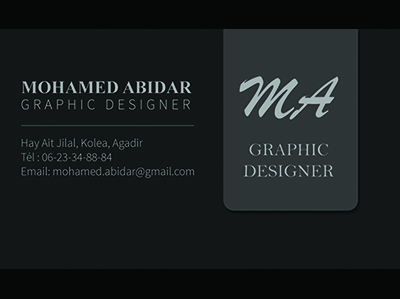 MOHAMED ABIDAR
GRAPHIC DESIGNER
Hay Ait Jilal, Kolea, Agadir
Tél : 06-23-34-88-84
Email: mohamed.abidar@gmail.com
MA
GRAPHIC
DESIGNER